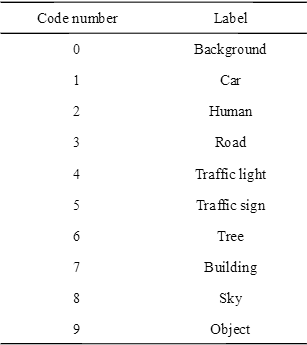 Code number Label
0 Background
1 Car
2 Human
3 Road
4 Traffic light
5 Traffic sign
6 Tree
7 Building
8 Sky
9 Object